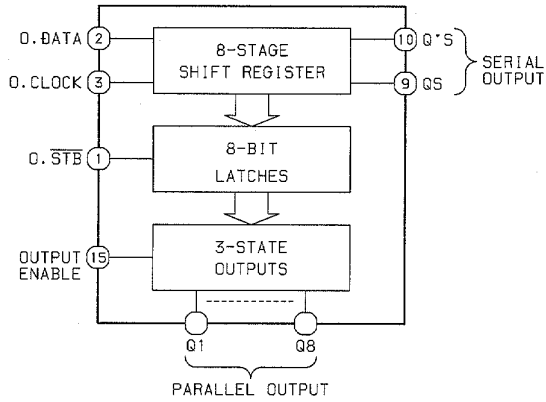 O.DATA 2
8-STAGE
SHIFT REGISTER
10 Q'S
O.CLOCK 3
9 QS
SERIAL
OUTPUT
O.STB 1
8-BIT
LATCHES
OUTPUT
ENABLE
15
3-STATE
OUTPUTS
Q1
Q8
PARALLEL OUTPUT